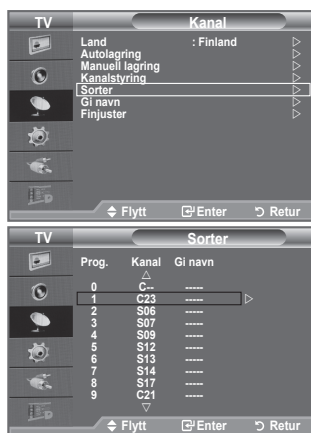 TV Kanal
Land : Finland
Autolagring
Manuell lagring
Kanalstyring
Sorter
Gi navn
Finjuster
Flytt Enter Retur
TV Sorter
Prog. Kanal Gi navn
0 C-- -----
1 C23 -----
2 S06 -----
3 S07 -----
4 S09 -----
5 S12 -----
6 S13 -----
7 S14 -----
8 S17 -----
9 C21 -----
Flytt Enter Retur